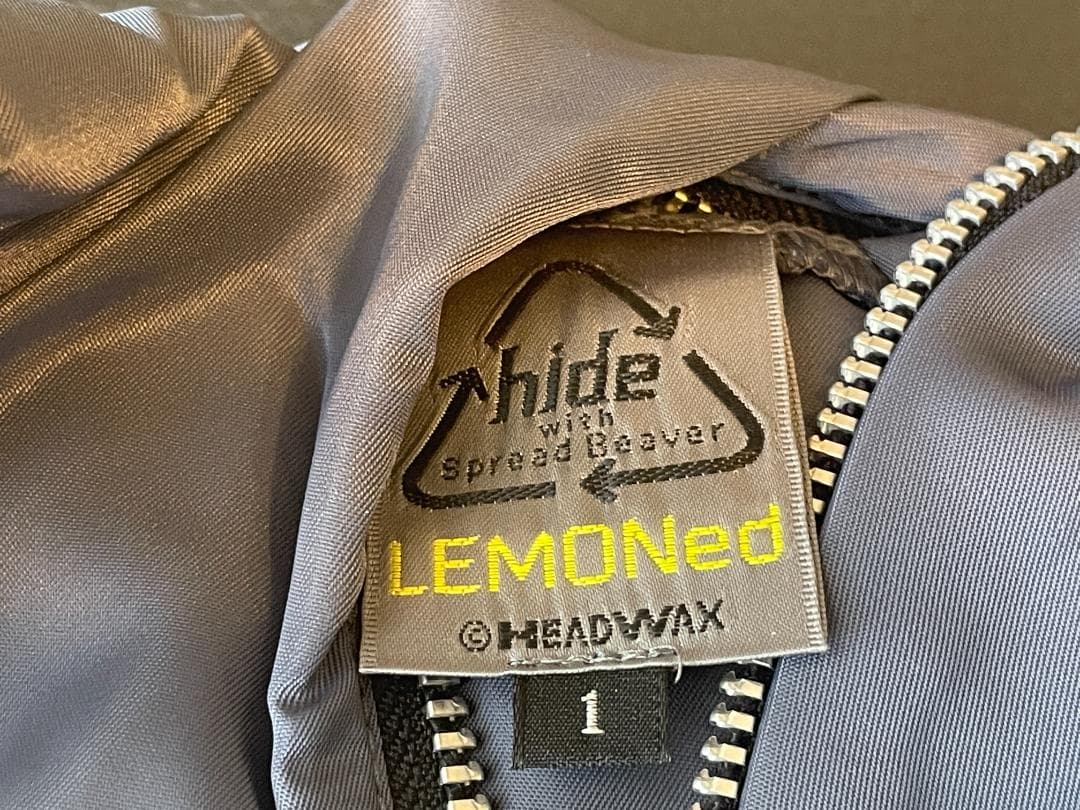 hide
with
Spread Beaver
LEMONed
© HEADWAX
1